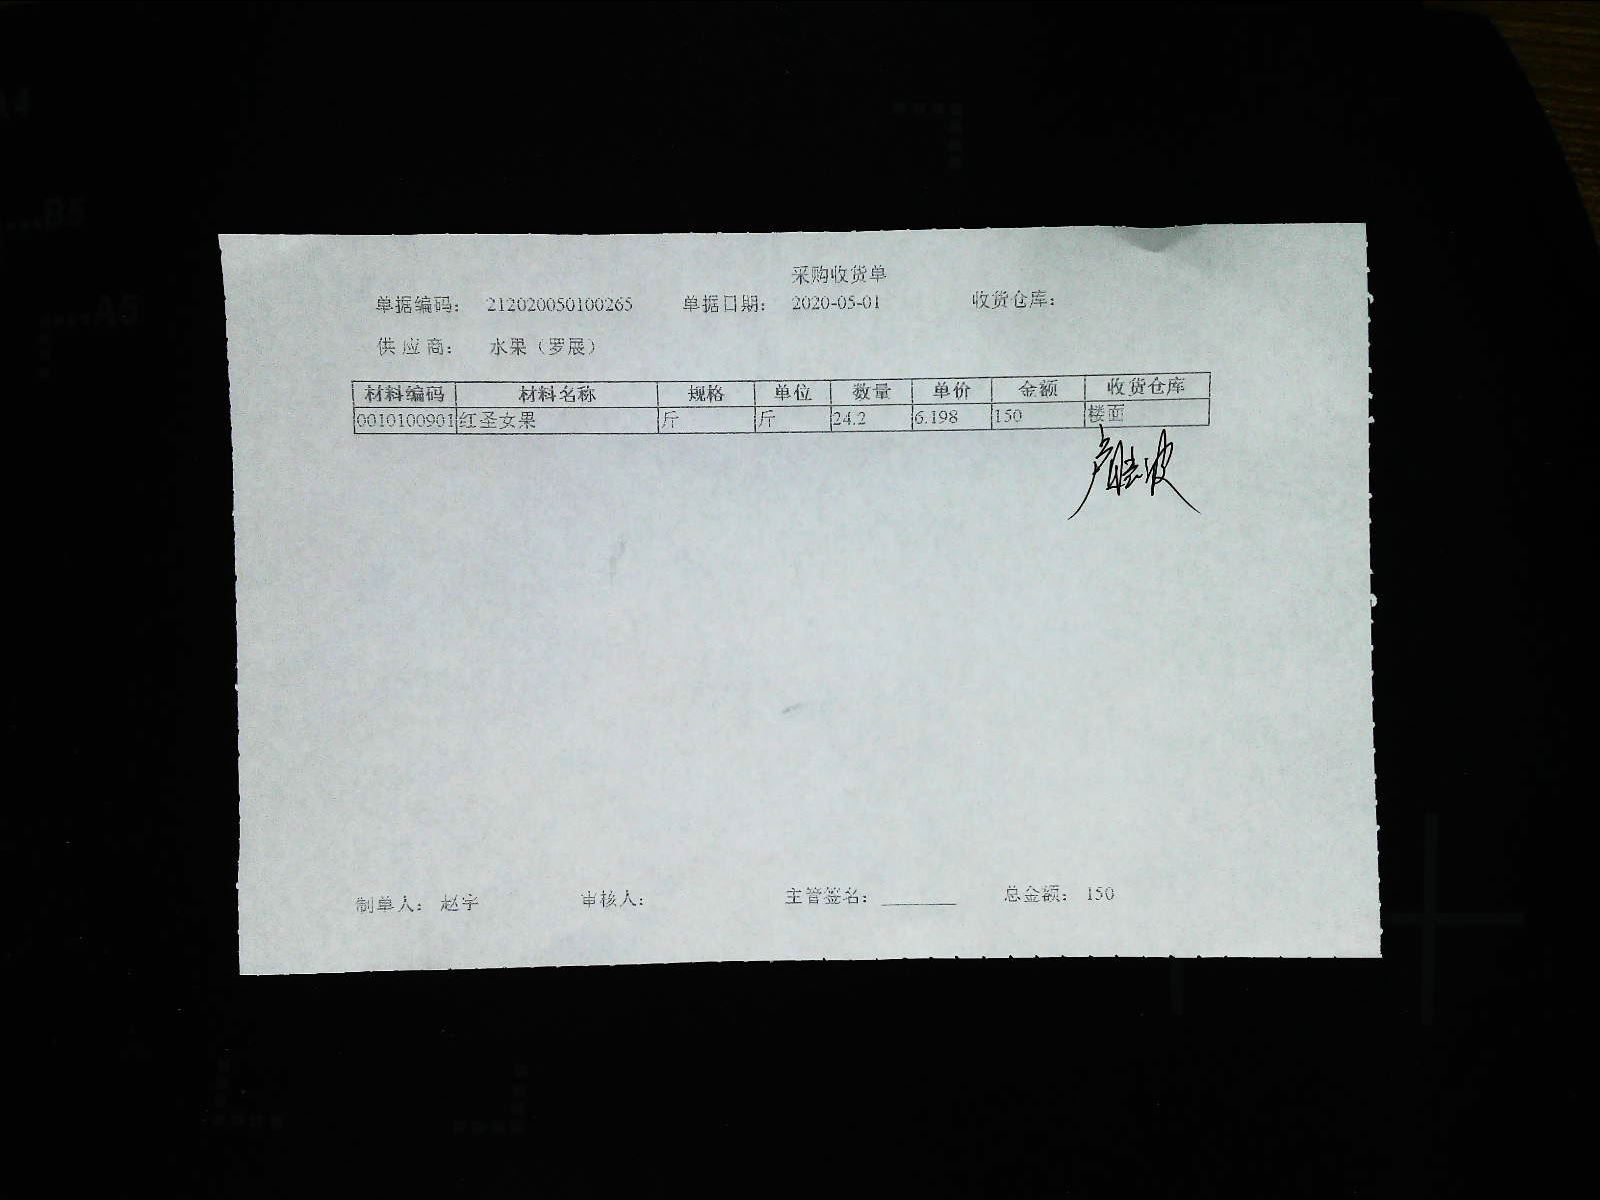 采购收货单
单据编码： 212020050100265 单据日期： 2020-05-01 收货仓库：
供应商： 水果（罗展）
材料编码 材料名称 规格 单位 数量 单价 金额 收货仓库
0010100901 红圣女果 斤 斤 24.2 6.198 150 楼面
制单人： 赵宇 审核人： 主管签名： 总金额： 150